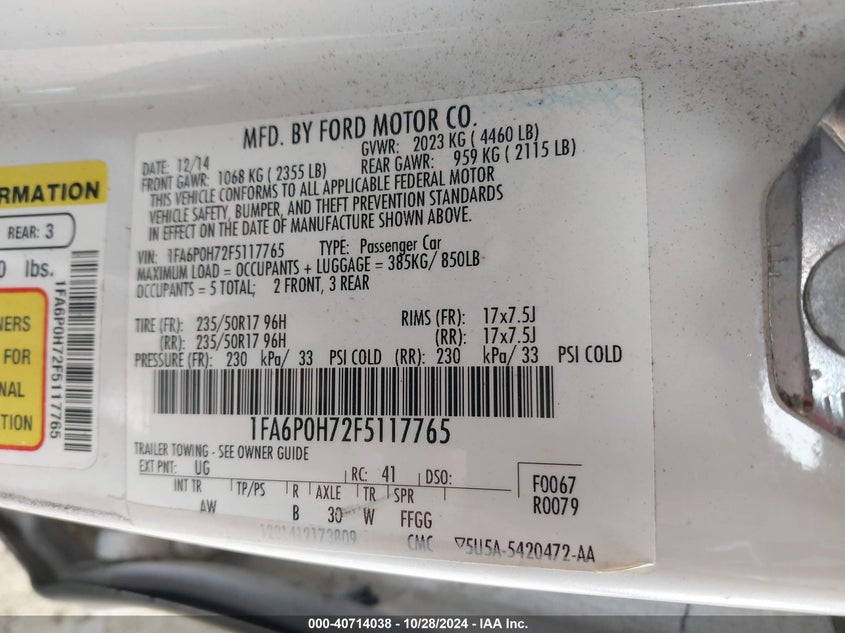 MFD. BY FORD MOTOR CO.
DATE: 12/14 GVWR: 2023 KG ( 4460 LB)
FRONT GAWR: 1068 KG ( 2355 LB) REAR GAWR: 959 KG ( 2115 LB)
THIS VEHICLE CONFORMS TO ALL APPLICABLE FEDERAL MOTOR
VEHICLE SAFETY, BUMPER, AND THEFT PREVENTION STANDARDS
IN EFFECT ON THE DATE OF MANUFACTURE SHOWN ABOVE.
VIN: 1FA6P0H72F5117765 TYPE: Passenger Car
MAXIMUM LOAD = OCCUPANTS + LUGGAGE = 385KG/ 850LB
OCCUPANTS = 5 TOTAL; 2 FRONT, 3 REAR
TIRE (FR): 235/50R17 96H RIMS (FR): 17x7.5J
(RR): 235/50R17 96H (RR): 17x7.5J
PRESSURE (FR): 230 kPa/ 33 PSI COLD (RR): 230 kPa/ 33 PSI COLD
1FA6P0H72F5117765
TRAILER TOWING - SEE OWNER GUIDE
EXT PNT: UG RC: 41 DSO: F0067
INT TR TP/PS R AXLE TR SPR R0079
AW B 30 W FFGG
CMC 5U5A-5420472-AA
ORMATION
REAR: 3
0 lbs.
NERS
FOR
NAL
ION
1FA6P0H72F5117765
000-40714038 - 10/28/2024 - IAA Inc.